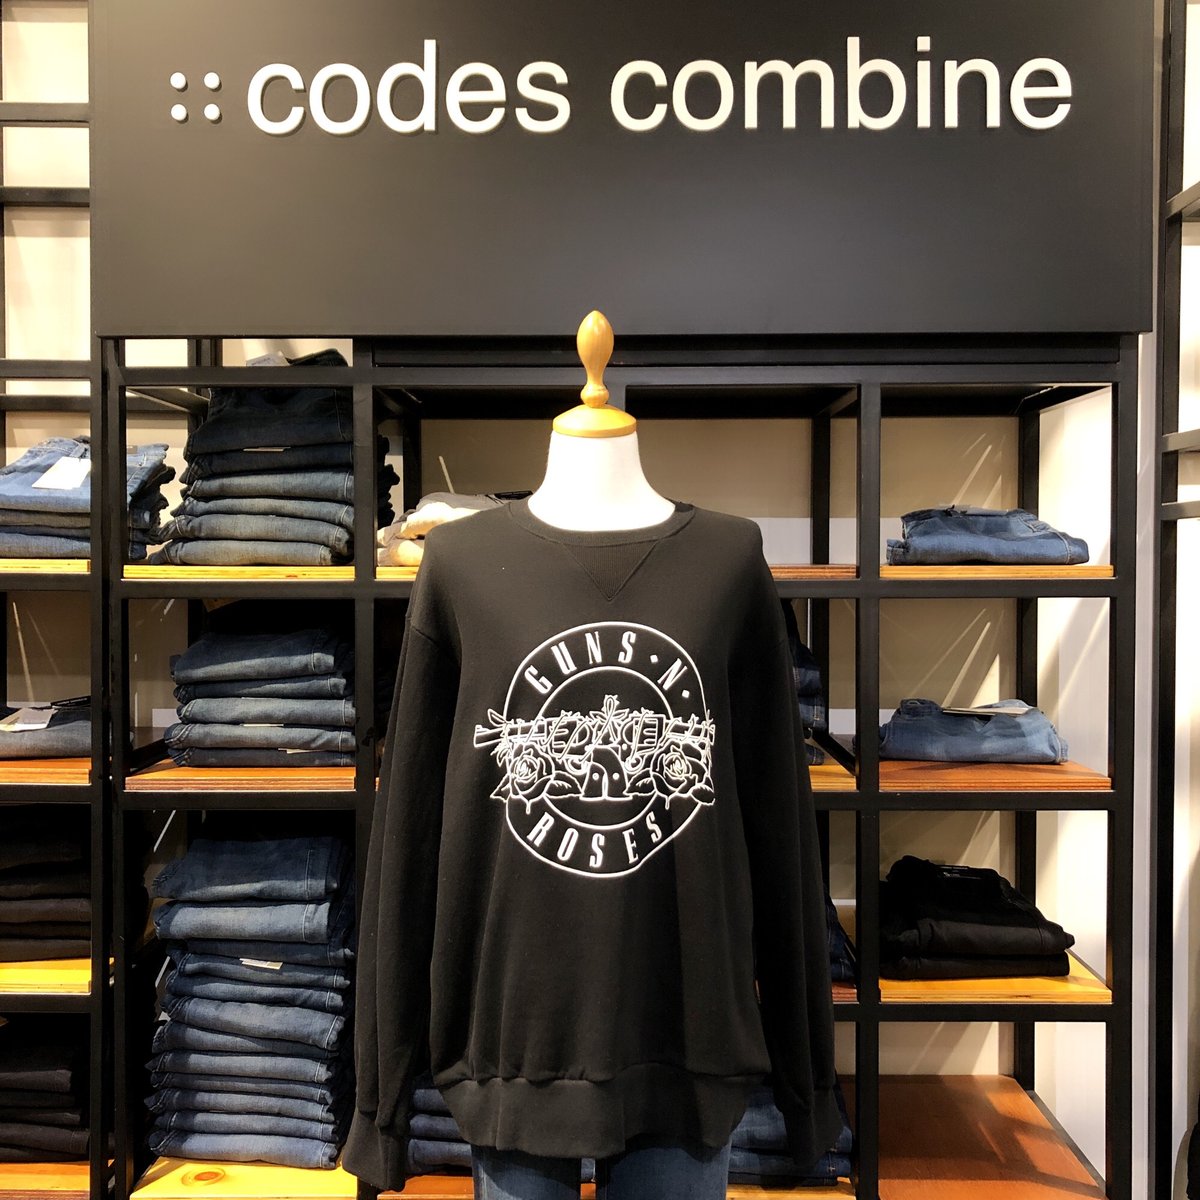 codes combine
GUNS · N ·
ROSES